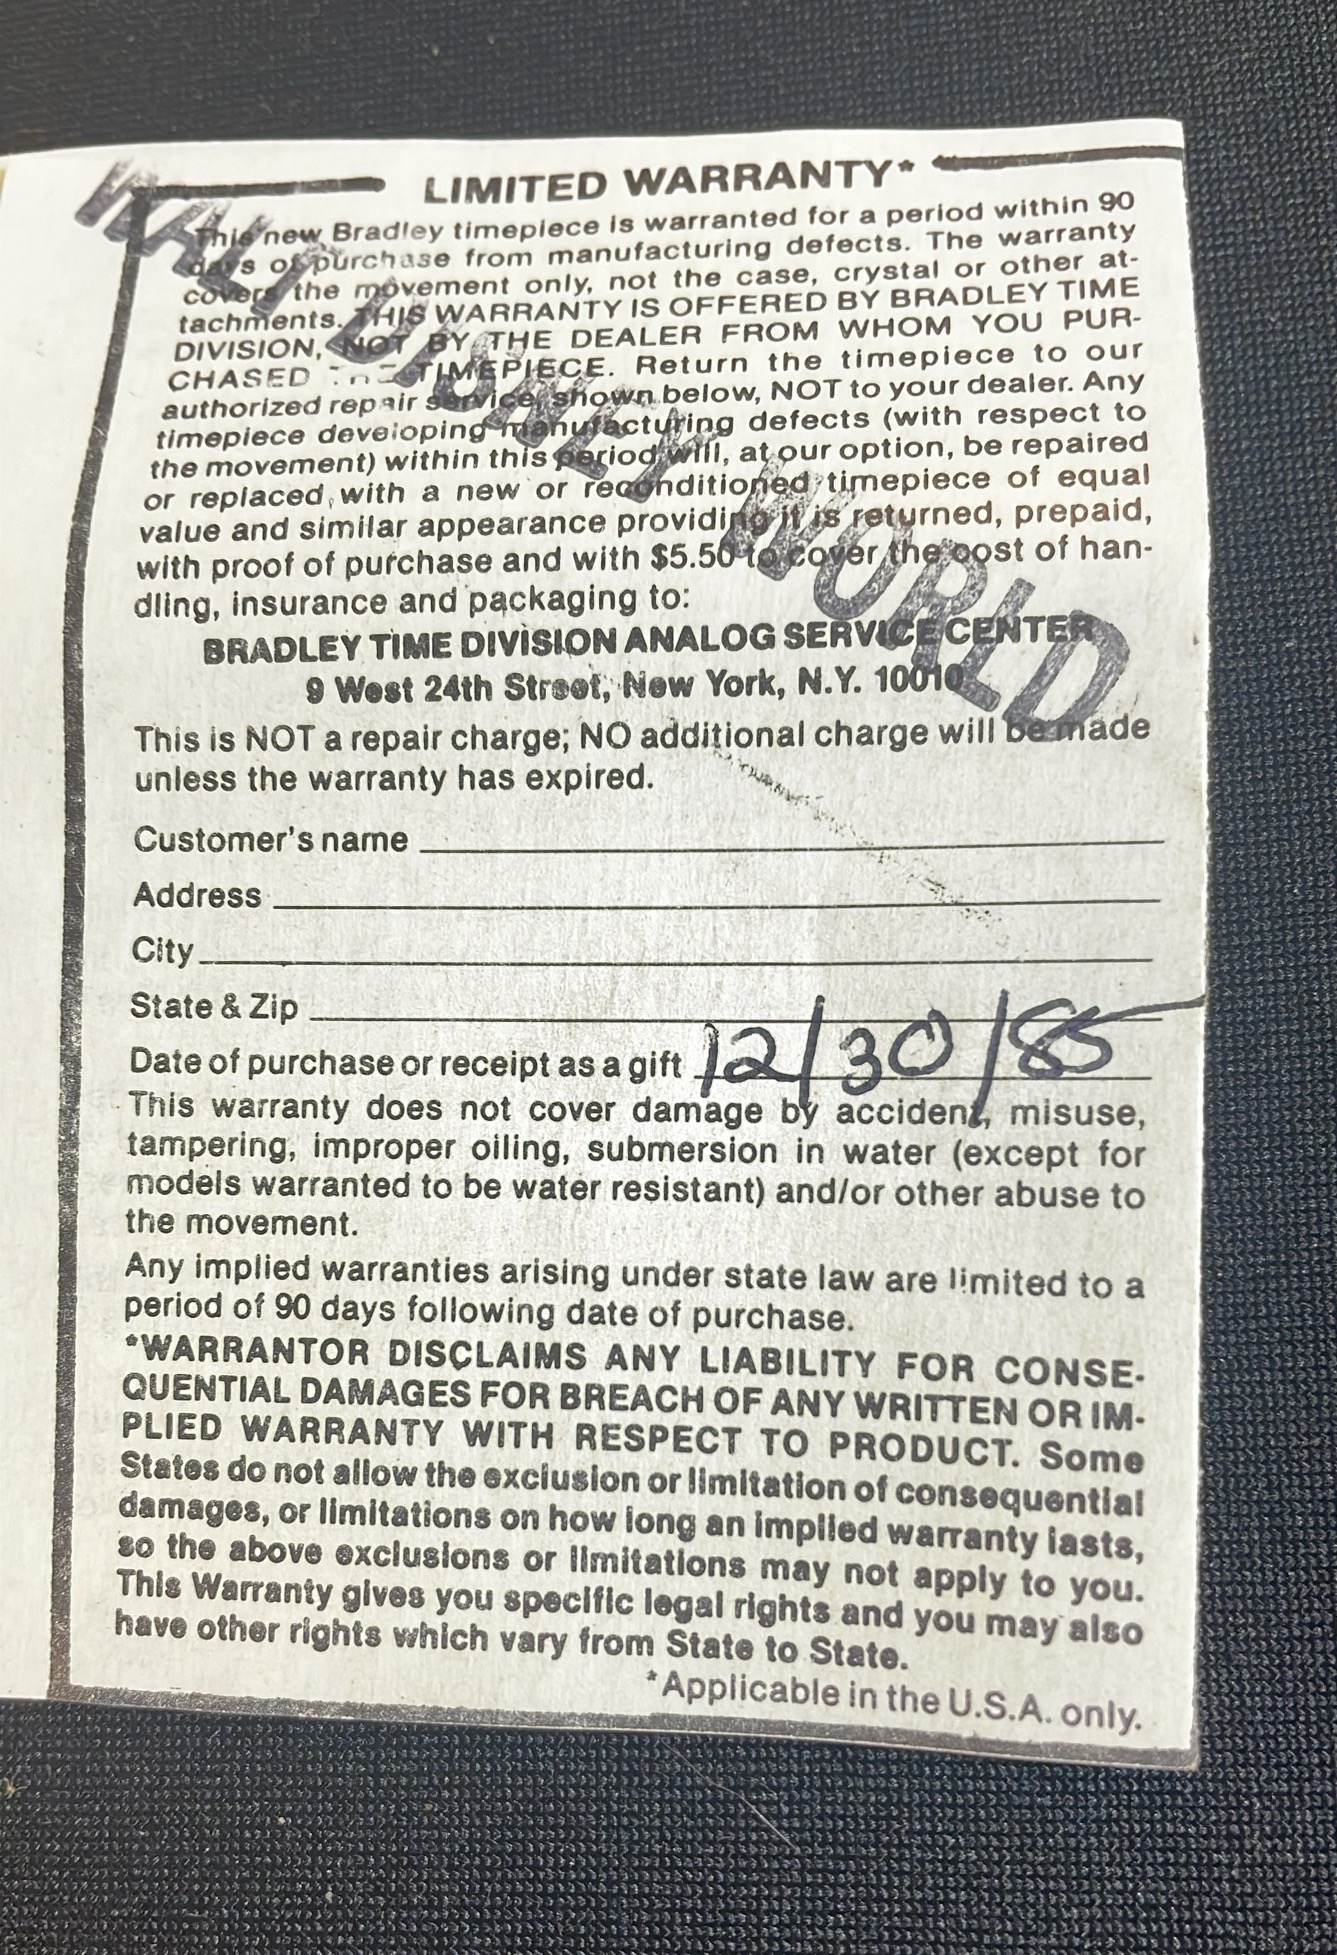 LIMITED WARRANTY*
This new Bradley timepiece is warranted for a period within 90
days of purchase from manufacturing defects. The warranty
covers the movement only, not the case, crystal or other at-
tachments. THIS WARRANTY IS OFFERED BY BRADLEY TIME
DIVISION, NOT BY THE DEALER FROM WHOM YOU PUR-
CHASED THE TIMEPIECE. Return the timepiece to our
authorized repair service, shown below, NOT to your dealer. Any
timepiece developing manufacturing defects (with respect to
the movement) within this period will, at our option, be repaired
or replaced, with a new or reconditioned timepiece of equal
value and similar appearance providing it is returned, prepaid,
with proof of purchase and with $5.50 to cover the cost of han-
dling, insurance and packaging to:
BRADLEY TIME DIVISION ANALOG SERVICE CENTER
9 West 24th Street, New York, N.Y. 10010
WALT DISNEY WORLD
This is NOT a repair charge; NO additional charge will be made
unless the warranty has expired.
Customer's name
Address
City
State & Zip
Date of purchase or receipt as a gift 12/30/85
This warranty does not cover damage by accident, misuse,
tampering, improper oiling, submersion in water (except for
models warranted to be water resistant) and/or other abuse to
the movement.
Any implied warranties arising under state law are limited to a
period of 90 days following date of purchase.
*WARRANTOR DISCLAIMS ANY LIABILITY FOR CONSE-
QUENTIAL DAMAGES FOR BREACH OF ANY WRITTEN OR IM-
PLIED WARRANTY WITH RESPECT TO PRODUCT. Some
States do not allow the exclusion or limitation of consequential
damages, or limitations on how long an implied warranty lasts,
so the above exclusions or limitations may not apply to you.
This Warranty gives you specific legal rights and you may also
have other rights which vary from State to State.
*Applicable in the U.S.A. only.